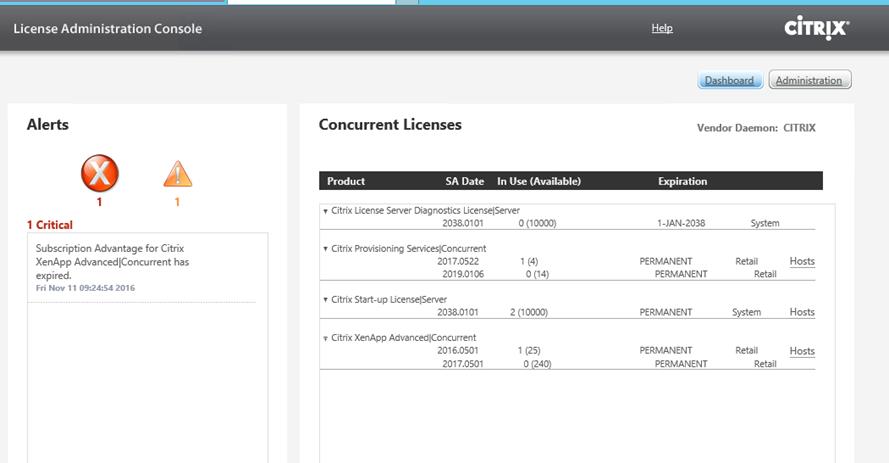 License Administration Console
Help
CİTRIX
Dashboard
Administration
Alerts
1
1
1 Critical
Subscription Advantage for Citrix
XenApp Advanced|Concurrent has
expired.
Fri Nov 11 09:24:54 2016
Concurrent Licenses
Vendor Daemon: CITRIX
Product SA Date In Use (Available) Expiration
Citrix License Server Diagnostics License|Server
2038.0101 0 (10000) 1-JAN-2038 System
Citrix Provisioning Services|Concurrent
2017.0522 1 (4) PERMANENT Retail Hosts
2019.0106 0 (14) PERMANENT Retail
Citrix Start-up License|Server
2038.0101 2 (10000) PERMANENT System Hosts
Citrix XenApp Advanced|Concurrent
2016.0501 1 (25) PERMANENT Retail Hosts
2017.0501 0 (240) PERMANENT Retail